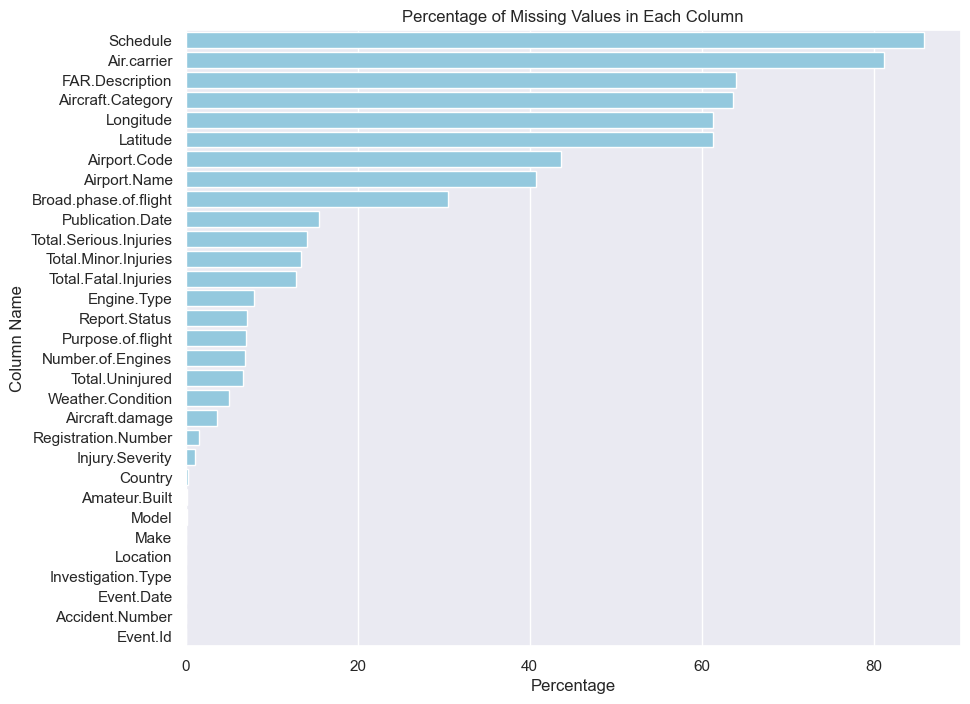 Percentage of Missing Values in Each Column
Schedule
Air.carrier
FAR.Description
Aircraft.Category
Longitude
Latitude
Airport.Code
Airport.Name
Broad.phase.of.flight
Publication.Date
Total.Serious.Injuries
Total.Minor.Injuries
Total.Fatal.Injuries
Engine.Type
Report.Status
Purpose.of.flight
Number.of.Engines
Total.Uninjured
Weather.Condition
Aircraft.damage
Registration.Number
Injury.Severity
Country
Amateur.Built
Model
Make
Location
Investigation.Type
Event.Date
Accident.Number
Event.Id
Column Name
0 20 40 60 80
Percentage